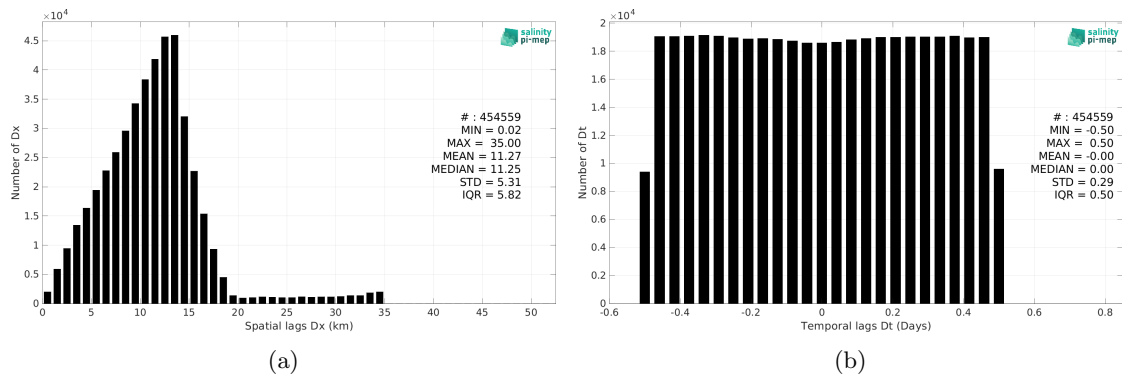 ×10⁴
4.5
4
3.5
3
2.5
2
1.5
1
0.5
0
Number of Dx
0 5 10 15 20 25 30 35 40 45 50
Spatial lags Dx (km)
salinity
pi-mep
# : 454559
MIN = 0.02
MAX = 35.00
MEAN = 11.27
MEDIAN = 11.25
STD = 5.31
IQR = 5.82
(a)
×10⁴
2
1.8
1.6
1.4
1.2
1
0.8
0.6
0.4
0.2
0
Number of Dt
-0.6 -0.4 -0.2 0 0.2 0.4 0.6 0.8
Temporal lags Dt (Days)
salinity
pi-mep
# : 454559
MIN = -0.50
MAX = 0.50
MEAN = -0.00
MEDIAN = 0.00
STD = 0.29
IQR = 0.50
(b)